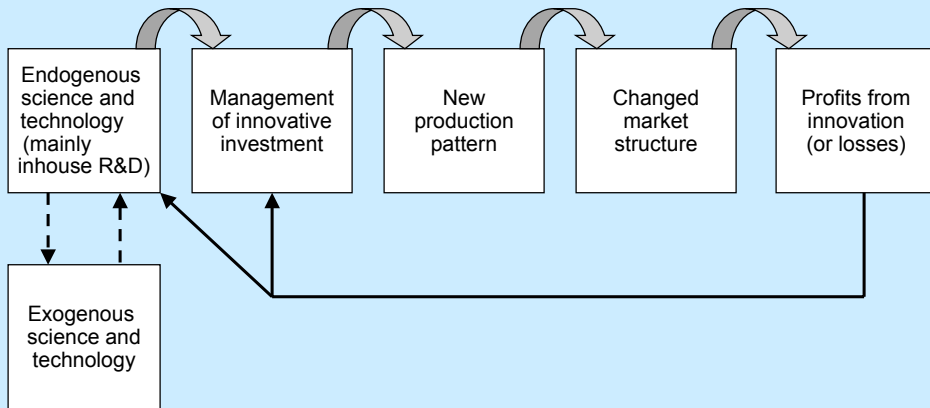 Endogenous
science and
technology
(mainly
inhouse R&D)
Management
of innovative
investment
New
production
pattern
Changed
market
structure
Profits from
innovation
(or losses)
Exogenous
science and
technology